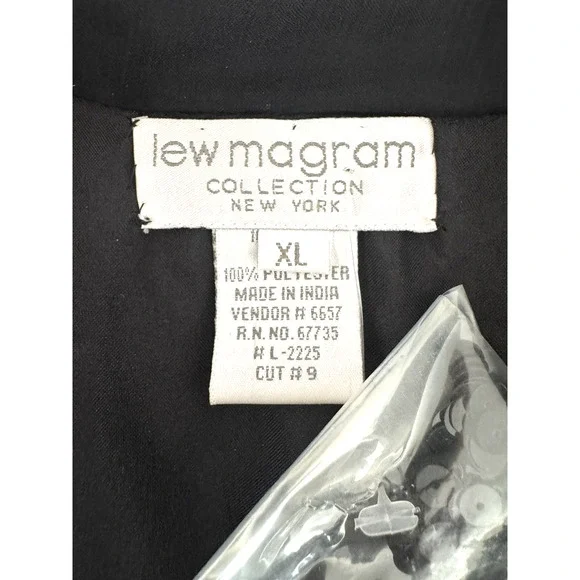 lew magram
COLLECTION
NEW YORK
XL
100% POLYESTER
MADE IN INDIA
VENDOR # 6657
R.N. NO. 67735
# L-2225
CUT # 9